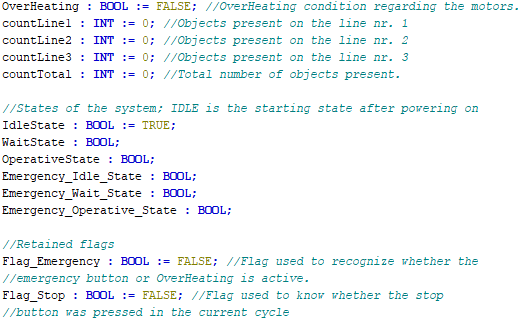 OverHeating : BOOL := FALSE; //OverHeating condition regarding the motors.
countLine1 : INT := 0; //Objects present on the line nr. 1
countLine2 : INT := 0; //Objects present on the line nr. 2
countLine3 : INT := 0; //Objects present on the line nr. 3
countTotal : INT := 0; //Total number of objects present.
//States of the system; IDLE is the starting state after powering on
IdleState : BOOL := TRUE;
WaitState : BOOL;
OperativeState : BOOL;
Emergency_Idle_State : BOOL;
Emergency_Wait_State : BOOL;
Emergency_Operative_State : BOOL;
//Retained flags
Flag_Emergency : BOOL := FALSE; //Flag used to recognize whether the
//emergency button or OverHeating is active.
Flag_Stop : BOOL := FALSE; //Flag used to know whether the stop
//button was pressed in the current cycle